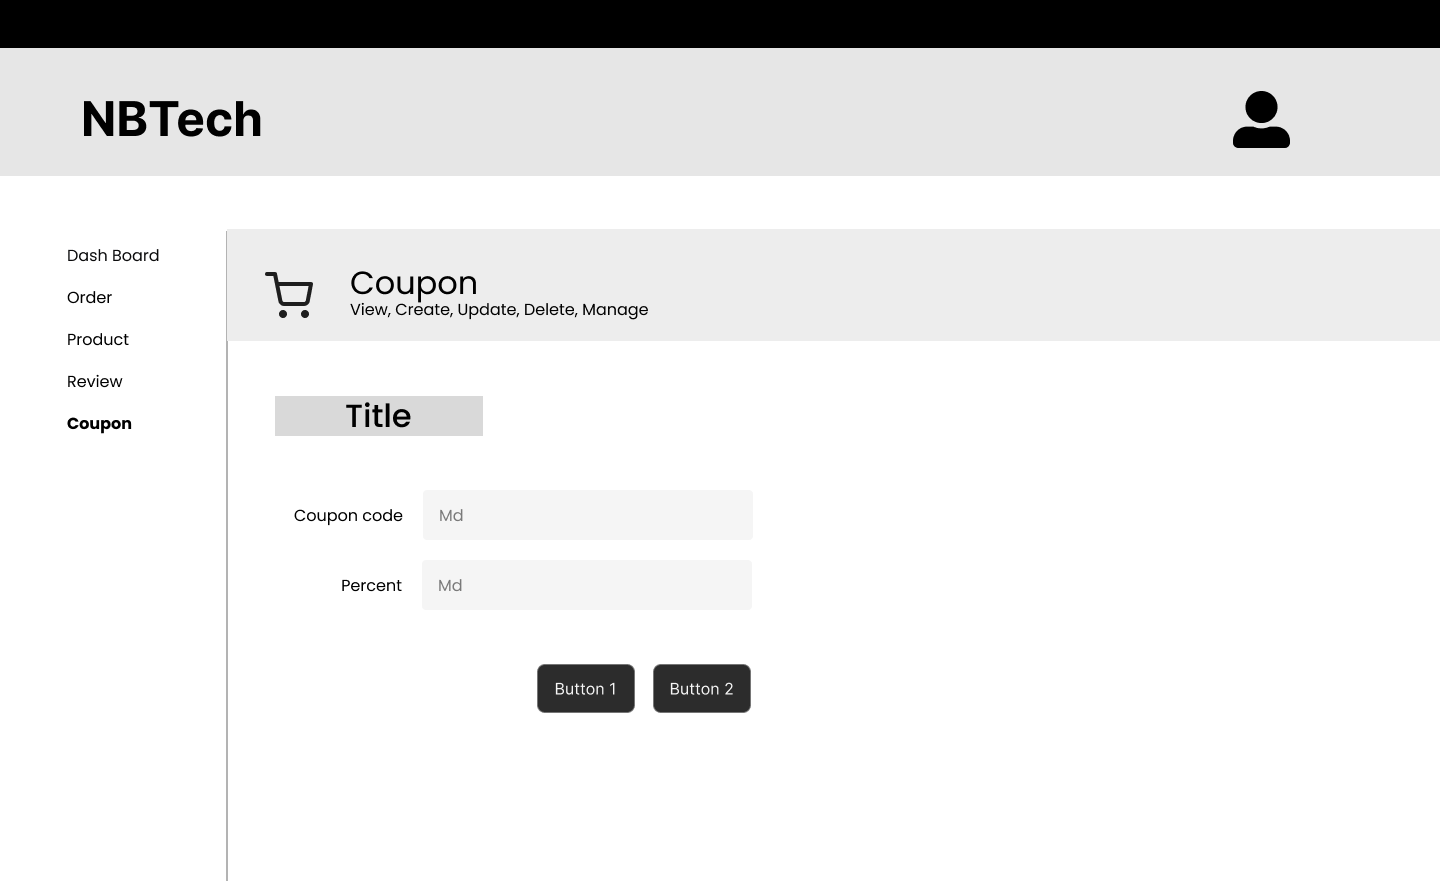 NBTech
Dash Board
Order
Product
Review
Coupon
Coupon
View, Create, Update, Delete, Manage
Title
Coupon code
Md
Percent
Md
Button 1
Button 2